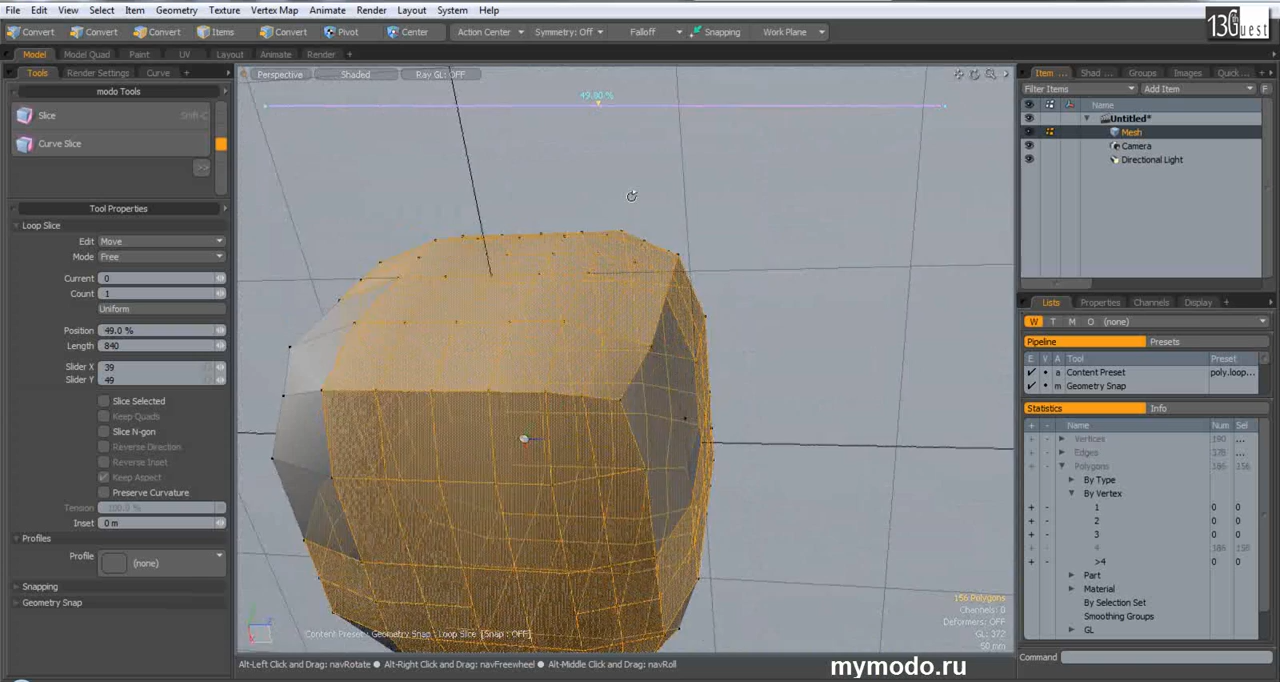 File Edit View Select Item Geometry Texture Vertex Map Animate Render Layout System Help
Convert Convert Convert Items Convert Pivot Center Action Center Symmetry: Off Falloff Snapping Work Plane
13th Guest
Model Model Quad Paint UV Layout Animate Render +
Tools Render Settings Curve +
modo Tools
Slice Shift-C
Curve Slice
>>
Tool Properties
Loop Slice
Edit Move
Mode Free
Current 0
Count 1
Uniform
Position 49.0 %
Length 840
Slider X 39
Slider Y 49
Slice Selected
Keep Quads
Slice N-gon
Reverse Direction
Reverse Inset
Keep Aspect
Preserve Curvature
Tension 100.0 %
Inset 0 m
Profiles
Profile (none)
Snapping
Geometry Snap
Perspective Shaded Ray GL: OFF
49.00 %
156 Polygons
Channels: 0
Deformers: OFF
GL: 372
50 mm
Content Preset : Geometry Snap : Loop Slice [Snap : OFF]
Alt-Left Click and Drag: navRotate ● Alt-Right Click and Drag: navFreewheel ● Alt-Middle Click and Drag: navRoll
mymodo.ru
Item ... Shad ... Groups Images Quick... +
Filter Items Add Item F
Name
Untitled*
Mesh
Camera
Directional Light
Lists Properties Channels Display +
W T M O (none)
Pipeline Presets
E V A Tool Preset
a Content Preset poly.loop...
m Geometry Snap
Statistics Info
+ - Name Num Sel
+ - Vertices 190 ...
+ - Edges 378 ...
+ - Polygons 186 156
By Type
By Vertex
+ - 1 0 0
+ - 2 0 0
+ - 3 0 0
+ - 4 186 156
+ - >4 0 0
Part
Material
By Selection Set
Smoothing Groups
GL
Command